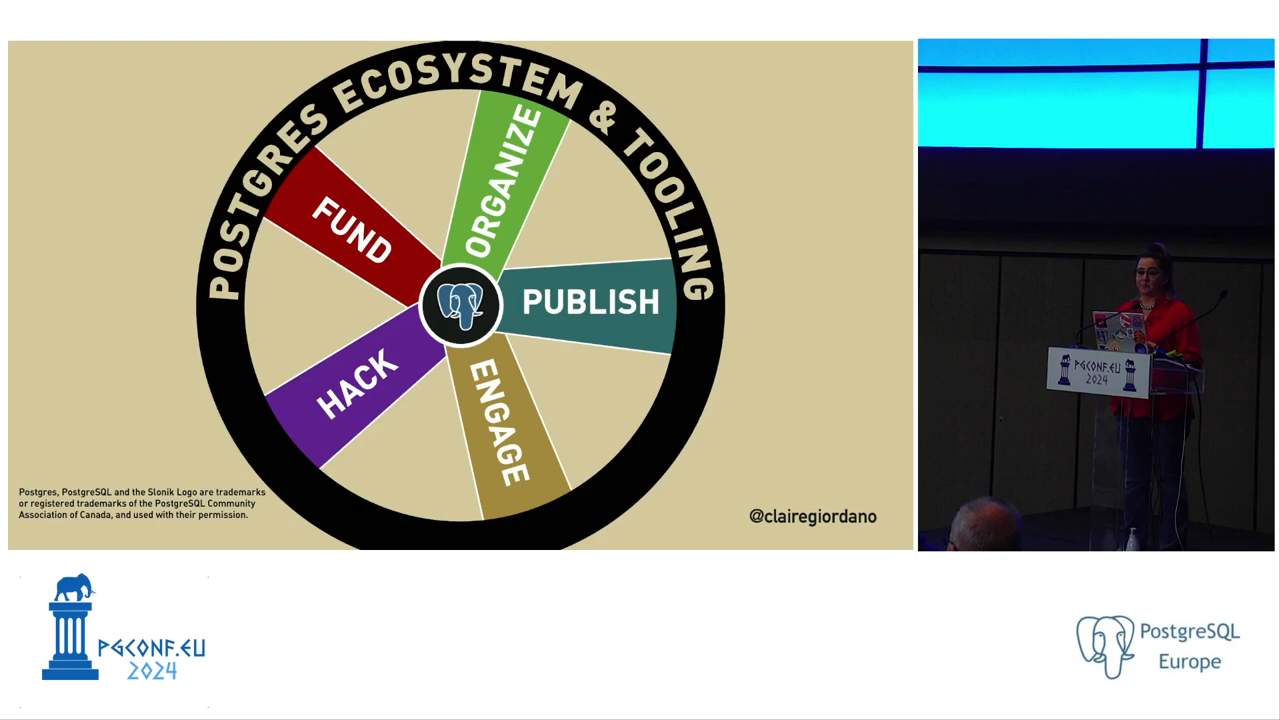 POSTGRES ECOSYSTEM & TOOLING
ORGANIZE
FUND
PUBLISH
HACK
ENGAGE
Postgres, PostgreSQL and the Slonik Logo are trademarks
or registered trademarks of the PostgreSQL Community
Association of Canada, and used with their permission.
@clairegiordano
PGCONF.EU
2024
PGCONF.EU
2024
PostgreSQL
Europe